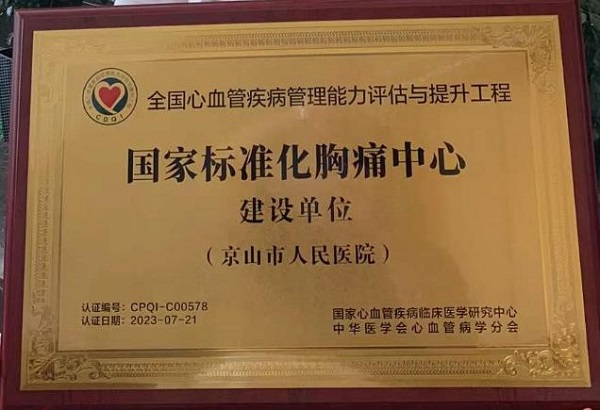 CDQI
全国心血管疾病管理能力评估与提升工程
国家标准化胸痛中心
建设单位
（京山市人民医院）
认证编号：CPQI-C00578
认证日期：2023-07-21
国家心血管疾病临床医学研究中心
中华医学会心血管病学分会